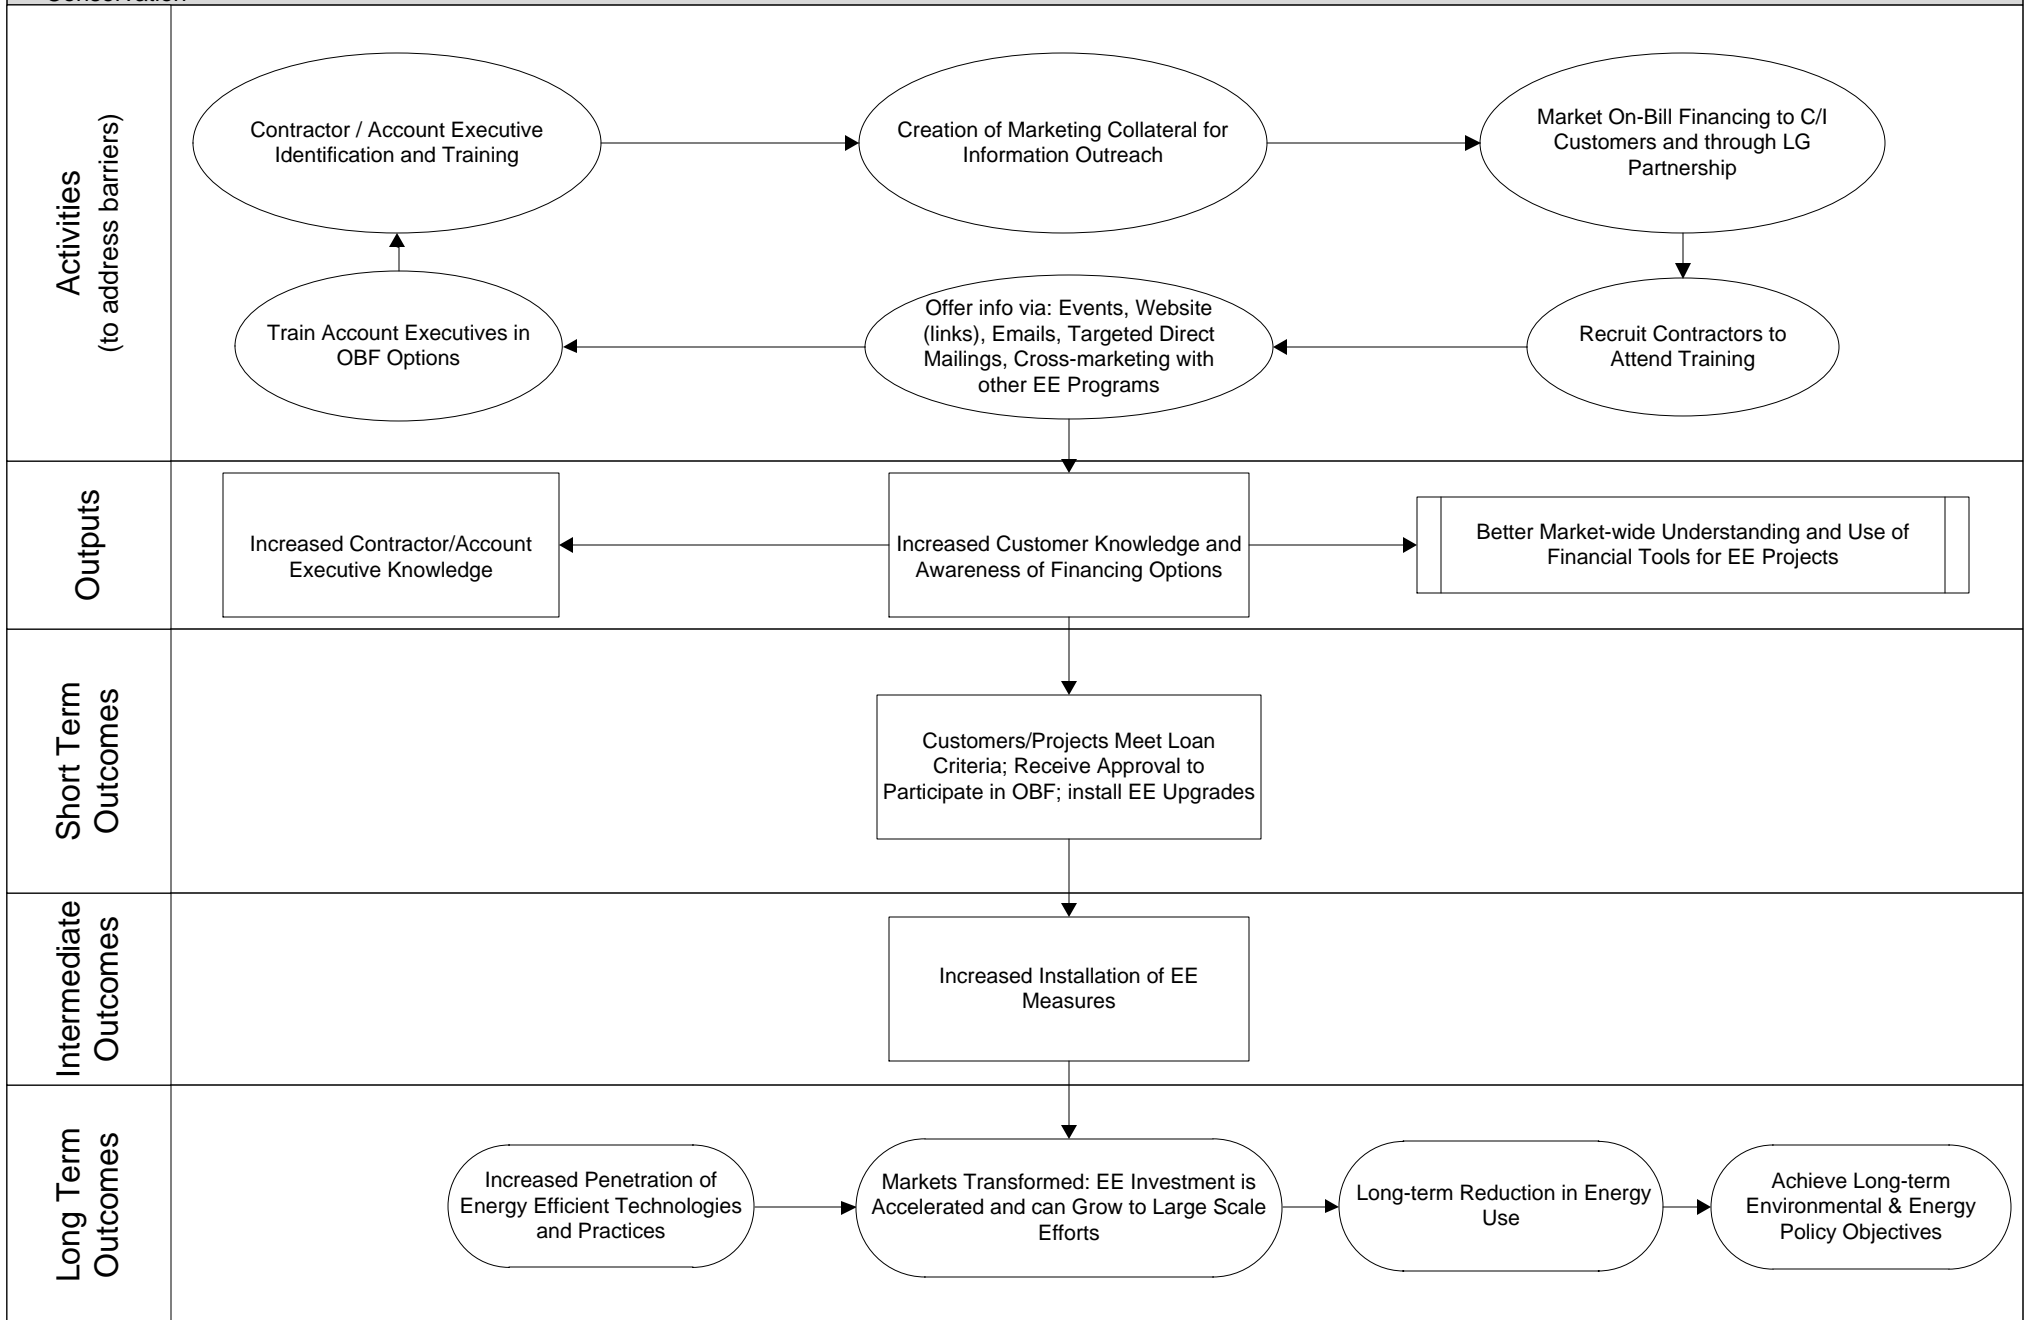 Activities
(to address barriers)
Contractor / Account Executive
Identification and Training
Creation of Marketing Collateral for
Information Outreach
Market On-Bill Financing to C/I
Customers and through LG
Partnership
Train Account Executives in
OBF Options
Offer info via: Events, Website
(links), Emails, Targeted Direct
Mailings, Cross-marketing with
other EE Programs
Recruit Contractors to
Attend Training
Outputs
Increased Contractor/Account
Executive Knowledge
Increased Customer Knowledge and
Awareness of Financing Options
Better Market-wide Understanding and Use of
Financial Tools for EE Projects
Short Term
Outcomes
Customers/Projects Meet Loan
Criteria; Receive Approval to
Participate in OBF; install EE Upgrades
Intermediate
Outcomes
Increased Installation of EE
Measures
Long Term
Outcomes
Increased Penetration of
Energy Efficient Technologies
and Practices
Markets Transformed: EE Investment is
Accelerated and can Grow to Large Scale
Efforts
Long-term Reduction in Energy
Use
Achieve Long-term
Environmental & Energy
Policy Objectives